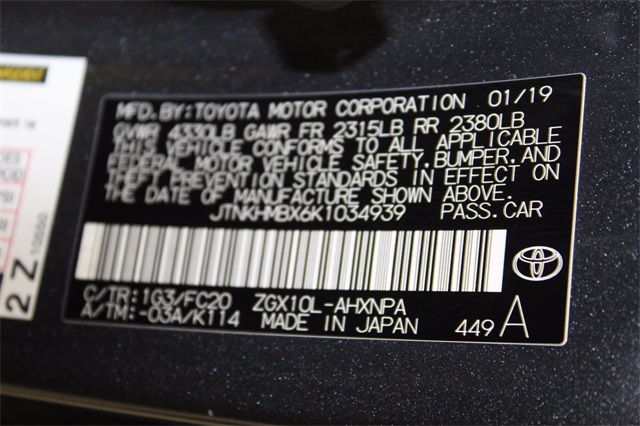 MFD.BY:TOYOTA MOTOR CORPORATION 01/19
GVWR 4330LB GAWR FR 2315LB RR 2380LB
THIS VEHICLE CONFORMS TO ALL APPLICABLE
FEDERAL MOTOR VEHICLE SAFETY,BUMPER,AND
THEFT PREVENTION STANDARDS IN EFFECT ON
THE DATE OF MANUFACTURE SHOWN ABOVE.
JTNKHMBX6K1034939 PASS.CAR
C/TR:1G3/FC20 ZGX10L-AHXNPA
A/TM:-03A/K114 MADE IN JAPAN 449 A
2Z
10550